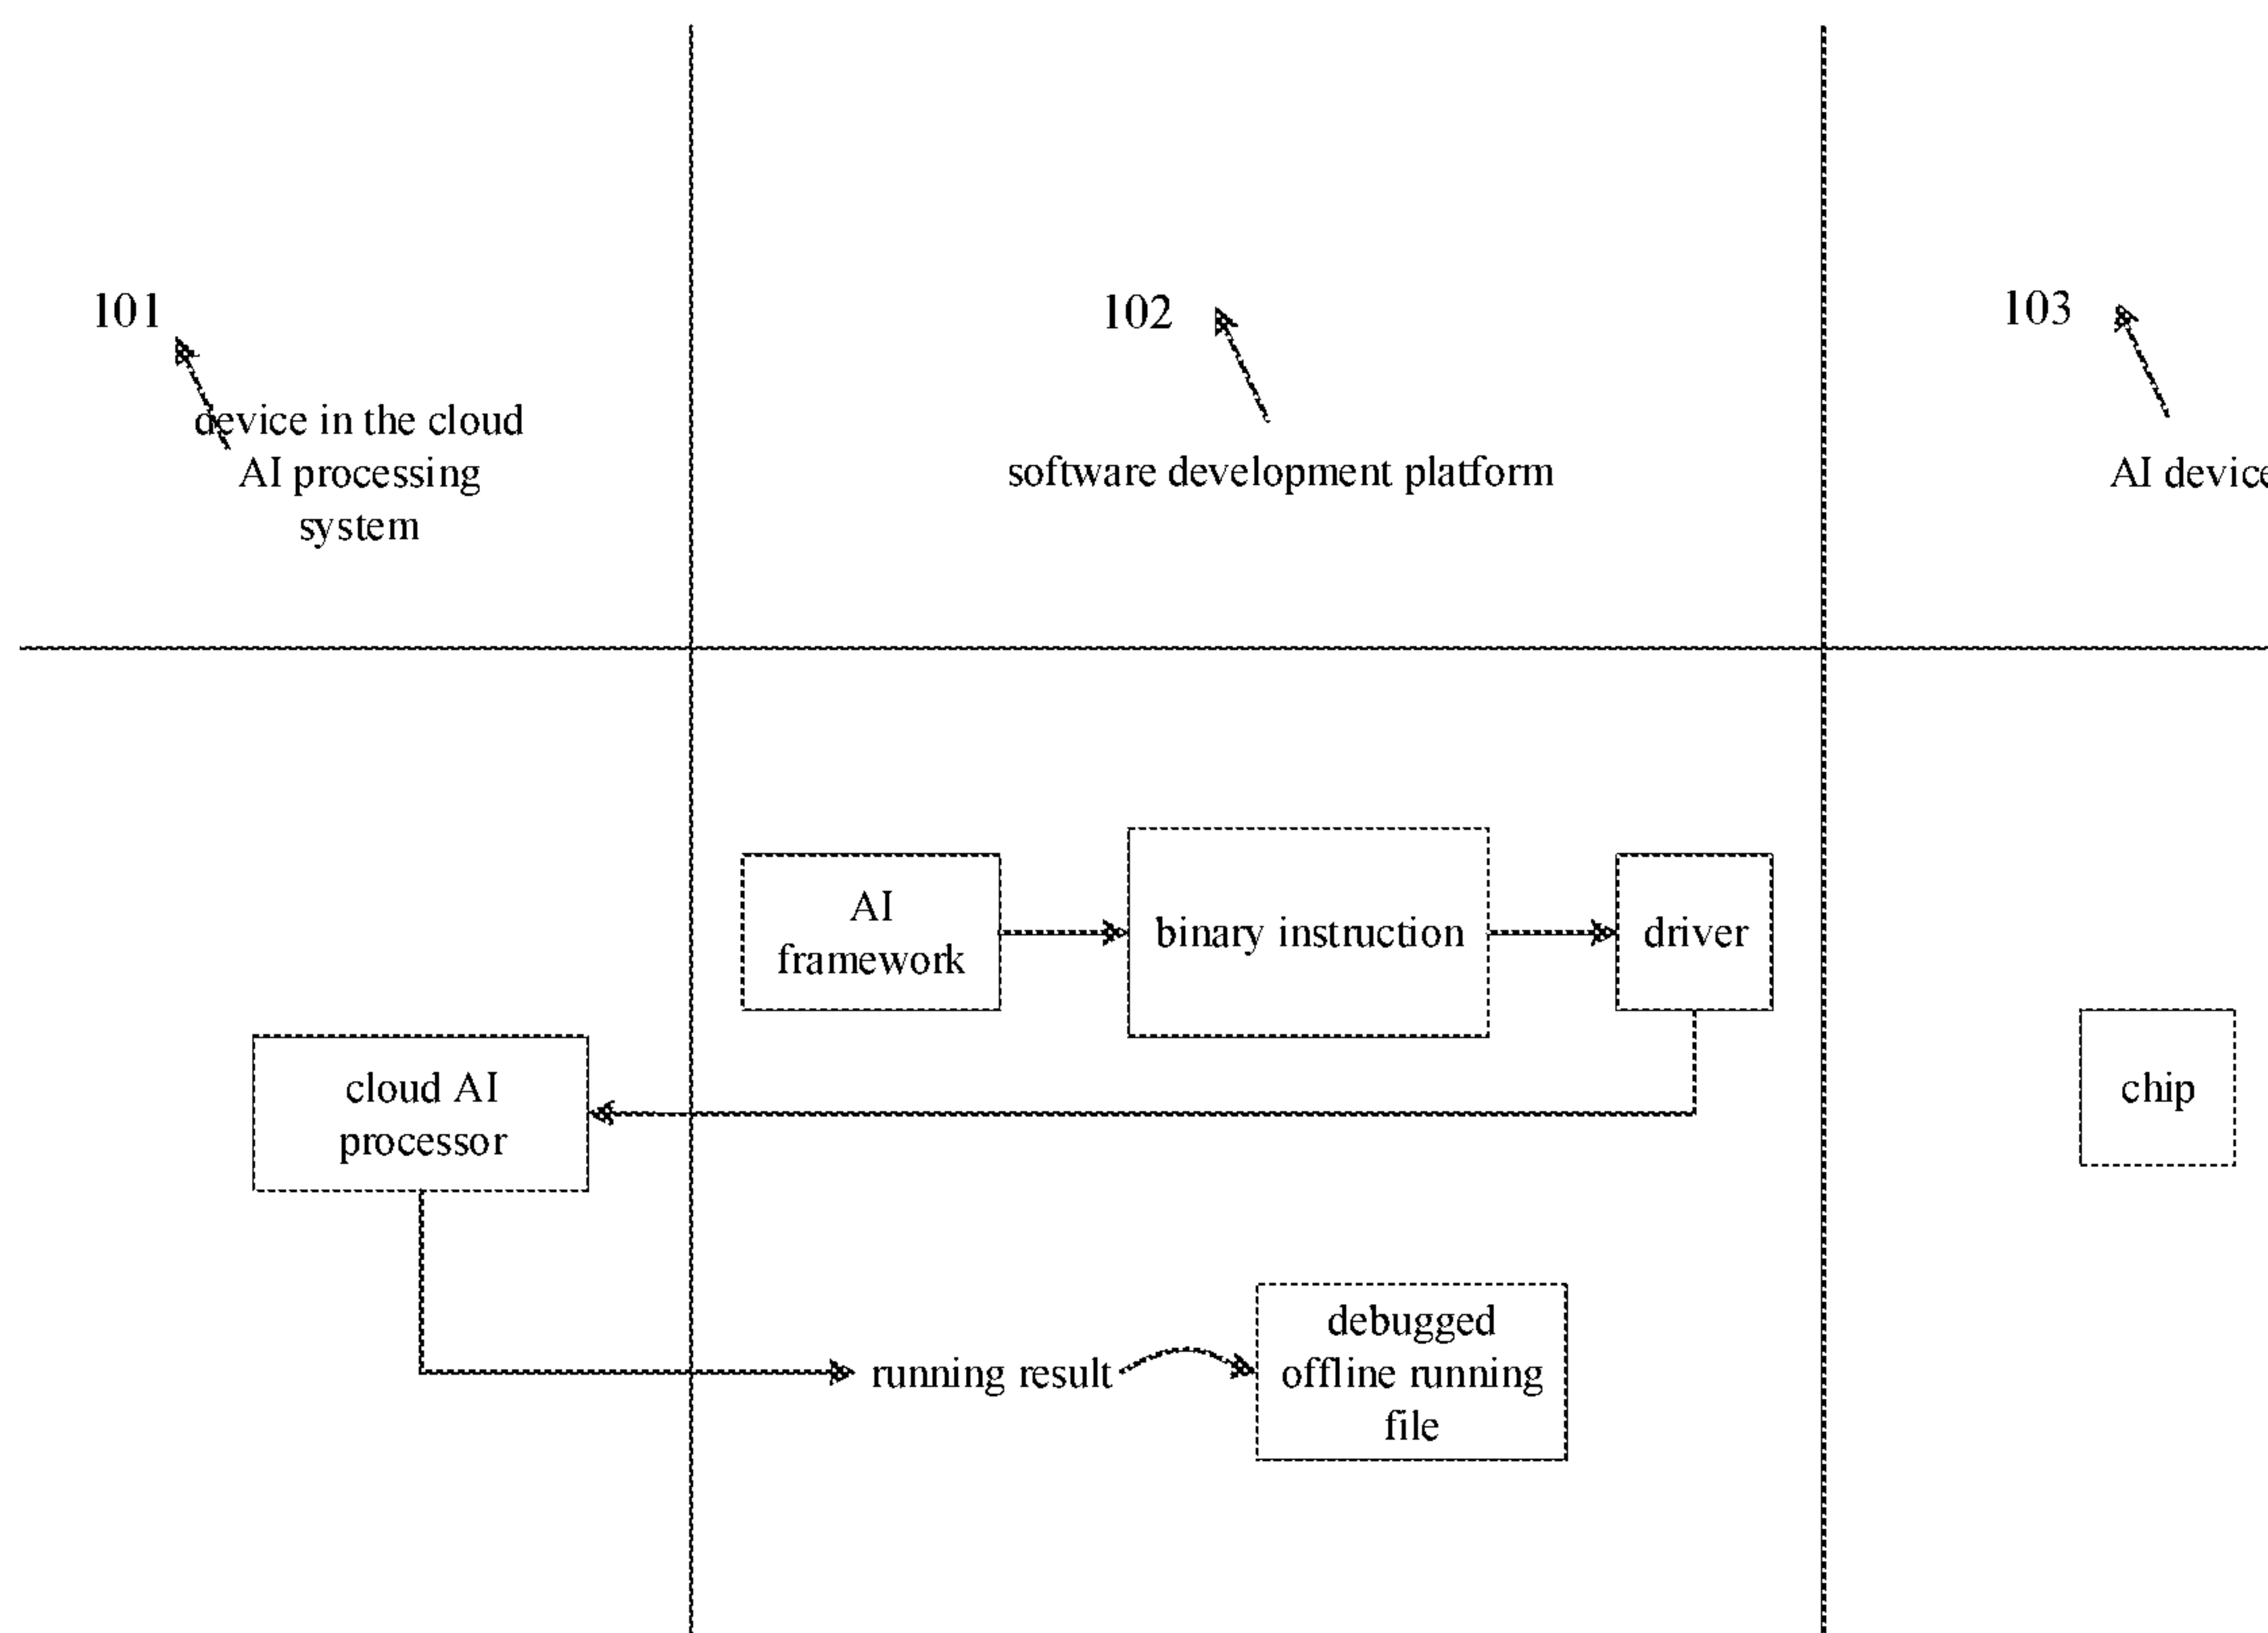 101
102
103
device in the cloud
AI processing
system
software development platform
AI device
AI
framework
binary instruction
driver
cloud AI
processor
chip
running result
debugged
offline running
file